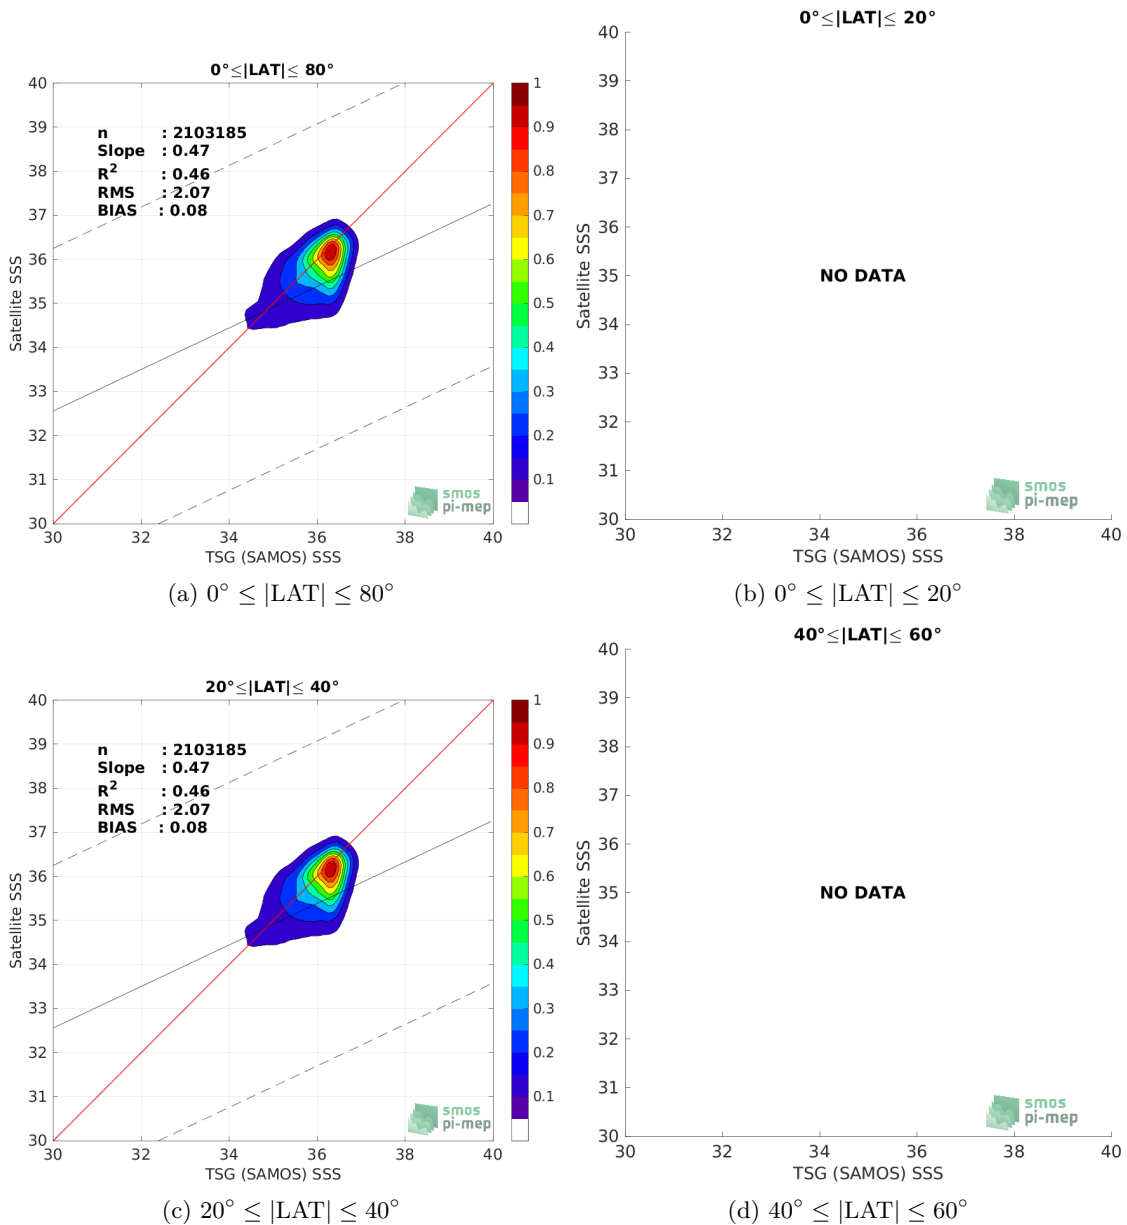 0°≤|LAT|≤ 80°
40
39
38
37
36
35
34
33
32
31
30
Satellite SSS
n : 2103185
Slope : 0.47
R² : 0.46
RMS : 2.07
BIAS : 0.08
smos
pi-mep
30 32 34 36 38 40
TSG (SAMOS) SSS
1
0.9
0.8
0.7
0.6
0.5
0.4
0.3
0.2
0.1
(a) 0° ≤ |LAT| ≤ 80°
0°≤|LAT|≤ 20°
40
39
38
37
36
35
34
33
32
31
30
Satellite SSS
NO DATA
smos
pi-mep
30 32 34 36 38 40
TSG (SAMOS) SSS
(b) 0° ≤ |LAT| ≤ 20°
20°≤|LAT|≤ 40°
40
39
38
37
36
35
34
33
32
31
30
Satellite SSS
n : 2103185
Slope : 0.47
R² : 0.46
RMS : 2.07
BIAS : 0.08
smos
pi-mep
30 32 34 36 38 40
TSG (SAMOS) SSS
1
0.9
0.8
0.7
0.6
0.5
0.4
0.3
0.2
0.1
(c) 20° ≤ |LAT| ≤ 40°
40°≤|LAT|≤ 60°
40
39
38
37
36
35
34
33
32
31
30
Satellite SSS
NO DATA
smos
pi-mep
30 32 34 36 38 40
TSG (SAMOS) SSS
(d) 40° ≤ |LAT| ≤ 60°